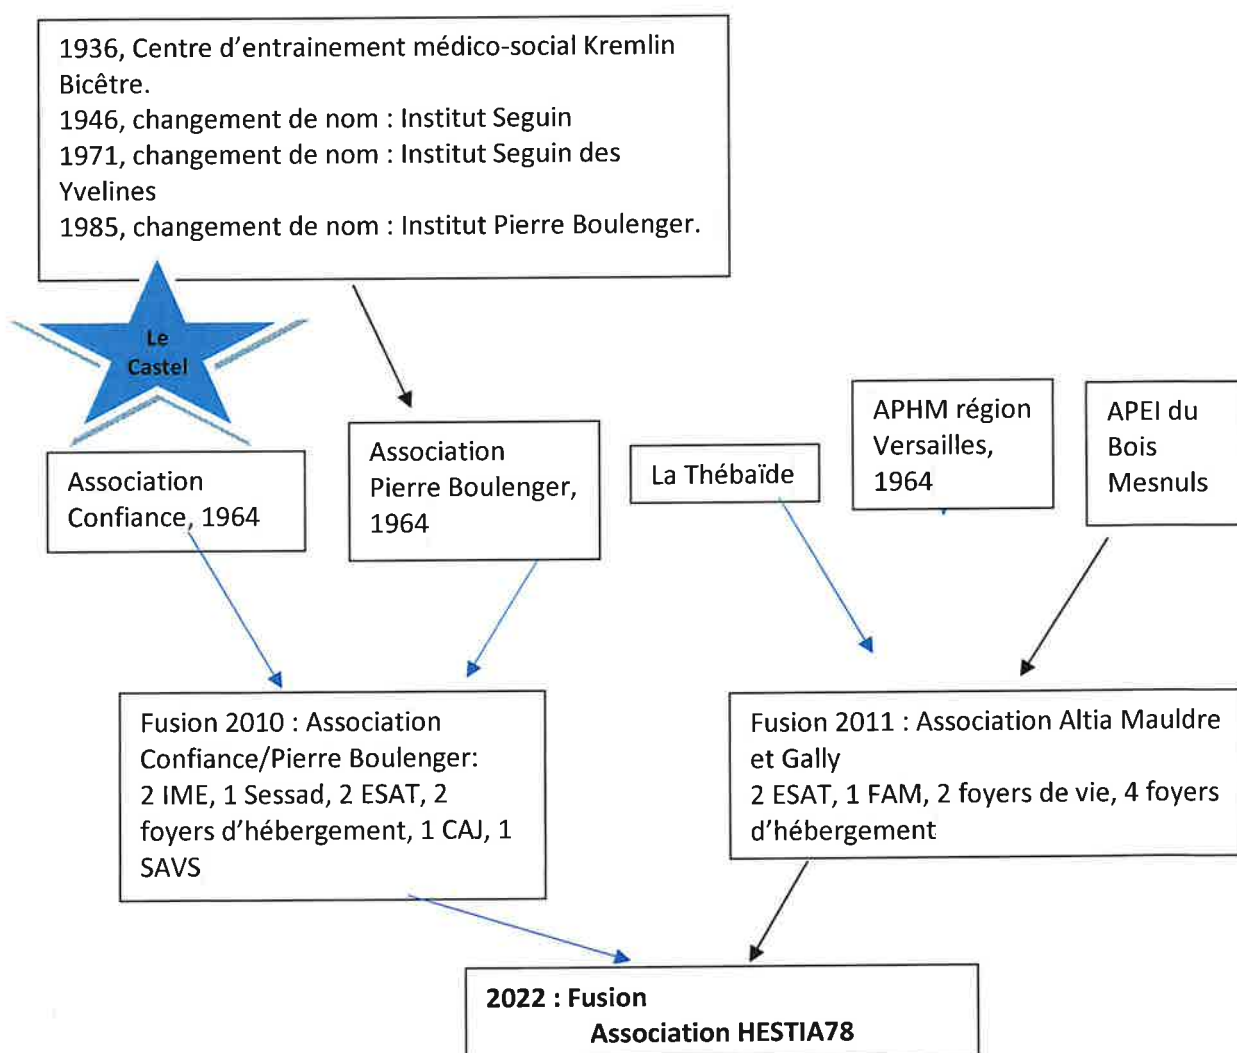 1936, Centre d'entrainement médico-social Kremlin
Bicêtre.
1946, changement de nom : Institut Seguin
1971, changement de nom : Institut Seguin des
Yvelines
1985, changement de nom : Institut Pierre Boulenger.
Le
Castel
Association
Confiance, 1964
Association
Pierre Boulenger,
1964
La Thébaïde
APHM région
Versailles,
1964
APEI du
Bois
Mesnuls
Fusion 2010 : Association
Confiance/Pierre Boulenger:
2 IME, 1 Sessad, 2 ESAT, 2
foyers d'hébergement, 1 CAJ, 1
SAVS
Fusion 2011 : Association Altia Mauldre
et Gally
2 ESAT, 1 FAM, 2 foyers de vie, 4 foyers
d'hébergement
2022 : Fusion
Association HESTIA78